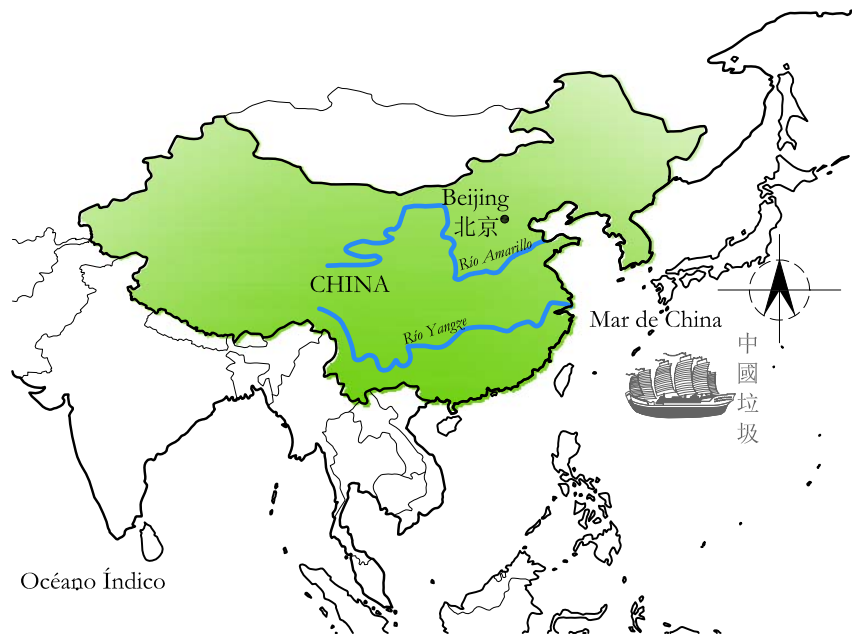 Beijing
北京
Río Amarillo
CHINA
Río Yangze
Mar de China
中國垃圾
Océano Índico